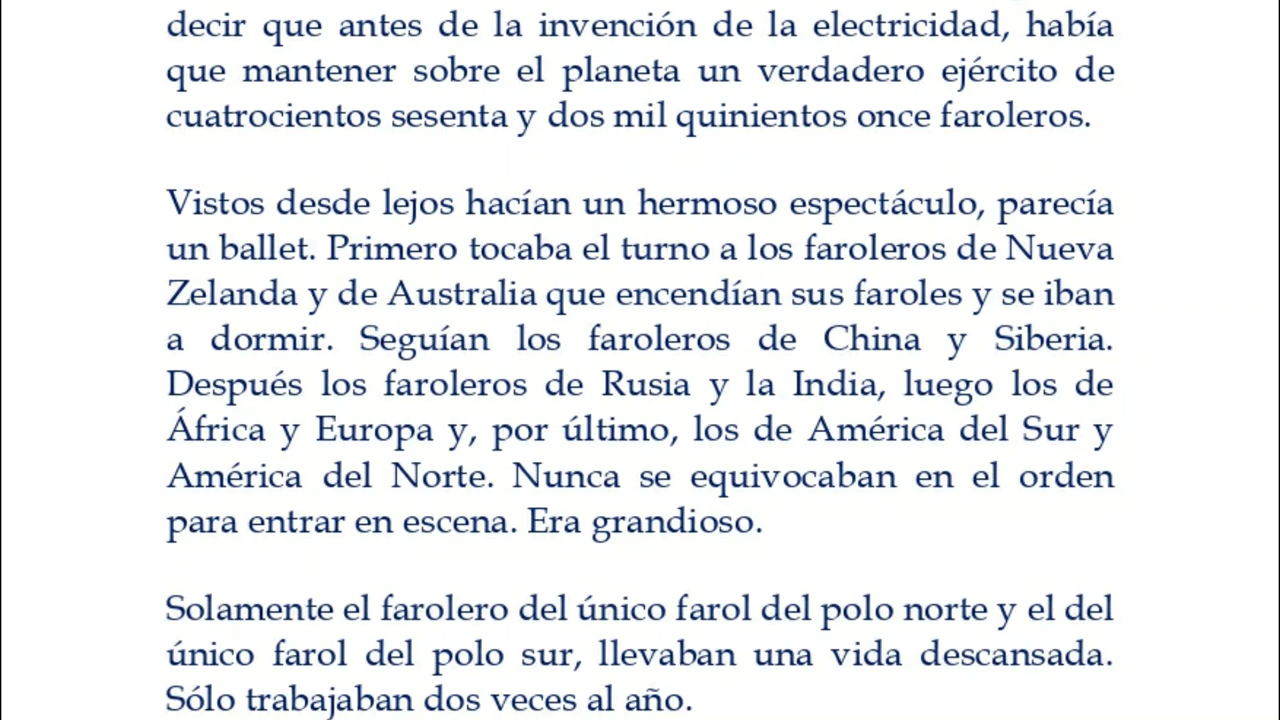 decir que antes de la invención de la electricidad, había
que mantener sobre el planeta un verdadero ejército de
cuatrocientos sesenta y dos mil quinientos once faroleros.
Vistos desde lejos hacían un hermoso espectáculo, parecía
un ballet. Primero tocaba el turno a los faroleros de Nueva
Zelanda y de Australia que encendían sus faroles y se iban
a dormir. Seguían los faroleros de China y Siberia.
Después los faroleros de Rusia y la India, luego los de
África y Europa y, por último, los de América del Sur y
América del Norte. Nunca se equivocaban en el orden
para entrar en escena. Era grandioso.
Solamente el farolero del único farol del polo norte y el del
único farol del polo sur, llevaban una vida descansada.
Sólo trabajaban dos veces al año.